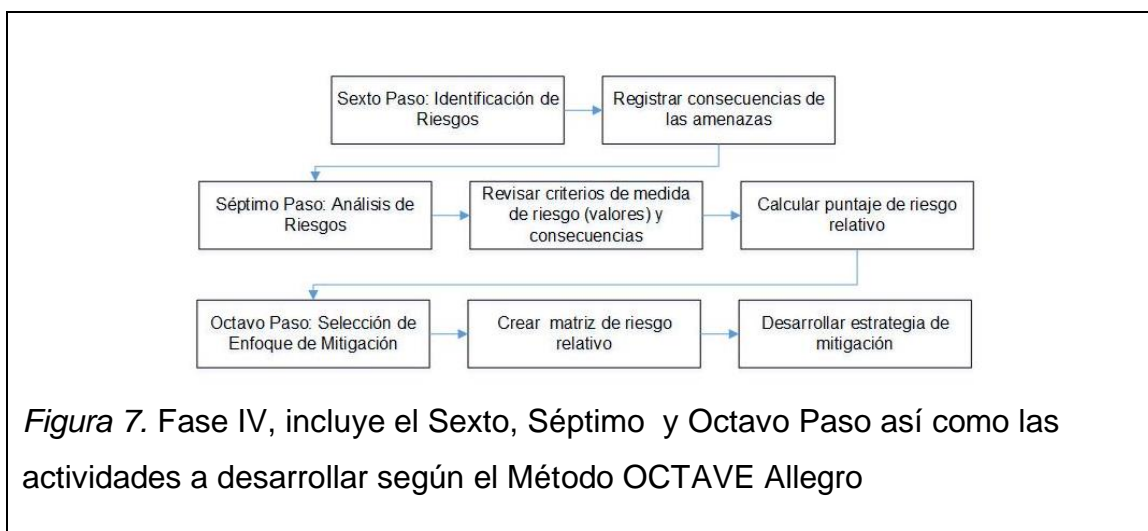 Sexto Paso: Identificación de
Riesgos
Registrar consecuencias de
las amenazas
Séptimo Paso: Análisis de
Riesgos
Revisar criterios de medida
de riesgo (valores) y
consecuencias
Calcular puntaje de riesgo
relativo
Octavo Paso: Selección de
Enfoque de Mitigación
Crear matriz de riesgo
relativo
Desarrollar estrategia de
mitigación
Figura 7. Fase IV, incluye el Sexto, Séptimo y Octavo Paso así como las
actividades a desarrollar según el Método OCTAVE Allegro